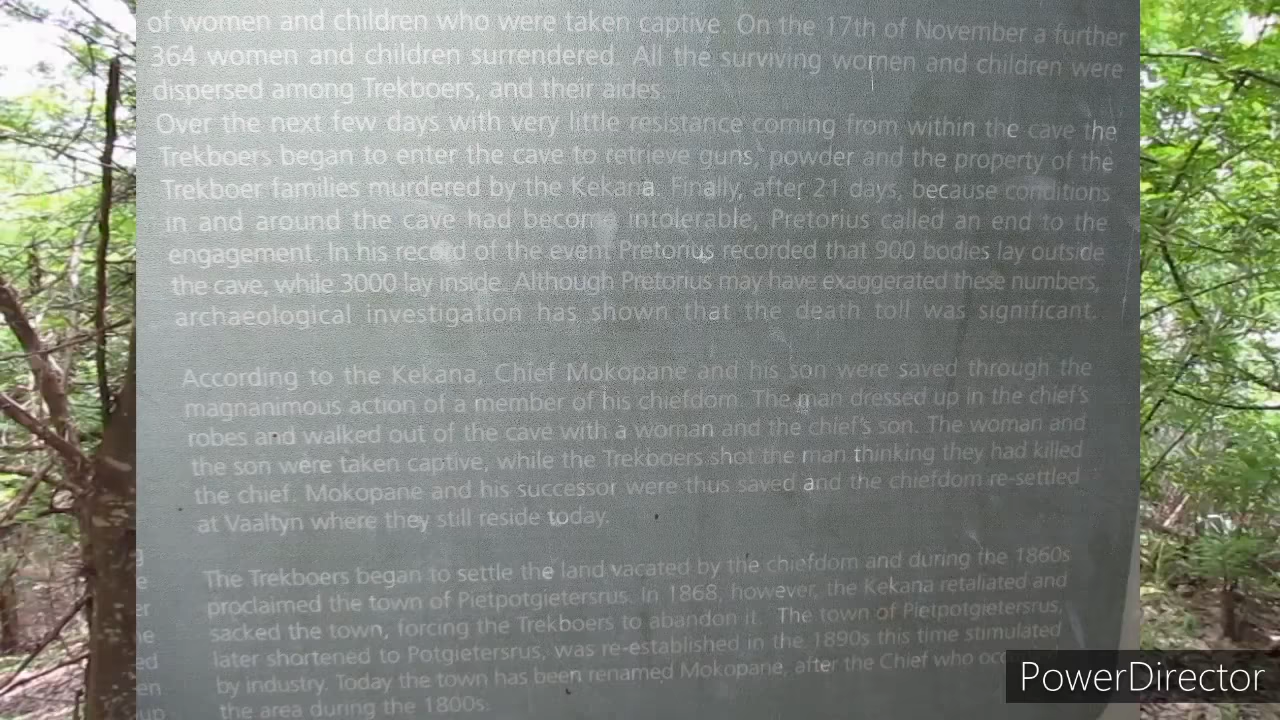 of women and children who were taken captive. On the 17th of November a further
364 women and children surrendered. All the surviving women and children were
dispersed among Trekboers, and their aides.
Over the next few days with very little resistance coming from within the cave the
Trekboers began to enter the cave to retrieve guns, powder and the property of the
Trekboer families murdered by the Kekana. Finally, after 21 days, because conditions
in and around the cave had become intolerable, Pretorius called an end to the
engagement. In his record of the event Pretorius recorded that 900 bodies lay outside
the cave, while 3000 lay inside. Although Pretorius may have exaggerated these numbers,
archaeological investigation has shown that the death toll was significant.
According to the Kekana, Chief Mokopane and his son were saved through the
magnanimous action of a member of his chiefdom. The man dressed up in the chief's
robes and walked out of the cave with a woman and the chief's son. The woman and
the son were taken captive, while the Trekboers shot the man thinking they had killed
the chief. Mokopane and his successor were thus saved and the chiefdom re-settled
at Vaaltyn where they still reside today.
The Trekboers began to settle the land vacated by the chiefdom and during the 1860s
proclaimed the town of Pietpotgietersrus. In 1868, however, the Kekana retaliated and
sacked the town, forcing the Trekboers to abandon it. The town of Pietpotgietersrus,
later shortened to Potgietersrus, was re-established in the 1890s this time stimulated
by industry. Today the town has been renamed Mokopane, after the Chief who
the area during the 1800s.
PowerDirector